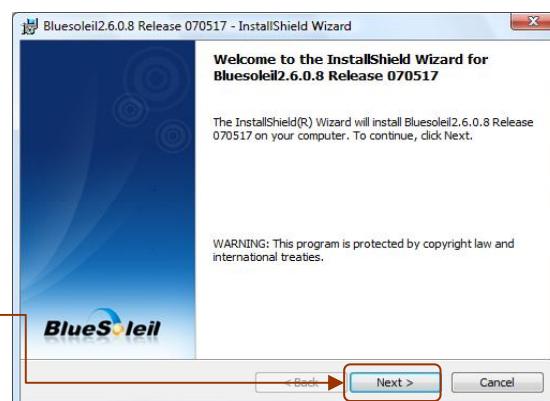 Bluesoleil2.6.0.8 Release 070517 - InstallShield Wizard
Welcome to the InstallShield Wizard for
Bluesoleil2.6.0.8 Release 070517
The InstallShield(R) Wizard will install Bluesoleil2.6.0.8 Release
070517 on your computer. To continue, click Next.
WARNING: This program is protected by copyright law and
international treaties.
BlueSoleil
< Back
Next >
Cancel